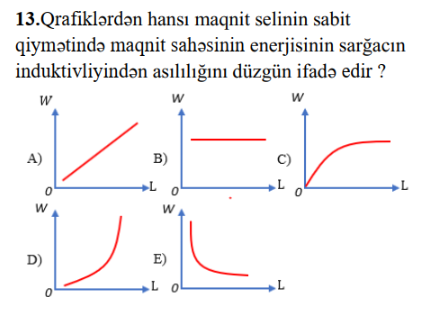 13.Qrafiklərdən hansı maqnit selinin sabit
qiymətində maqnit sahəsinin enerjisinin sarğacın
induktivliyindən asılılığını düzgün ifadə edir ?
W W W
A) B) C)
0 L 0 L 0 L
W W
D) E)
0 L 0 L